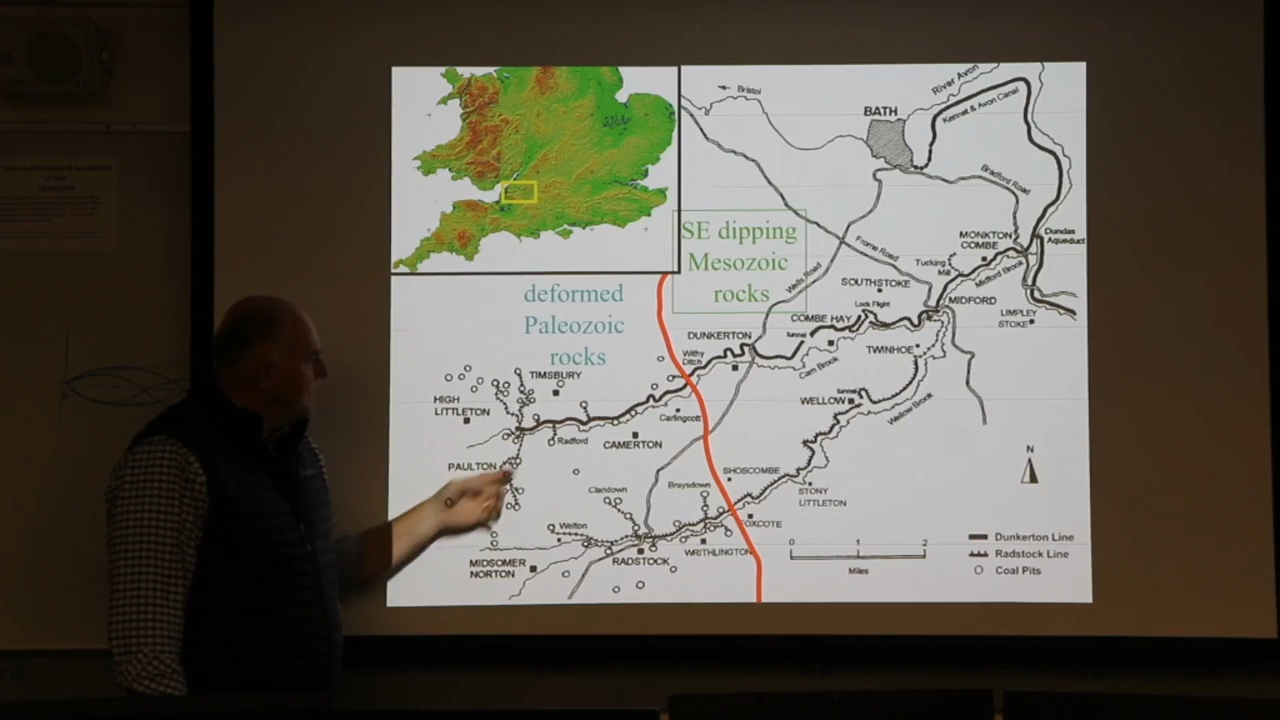 Bristol
River Avon
BATH
Kennet & Avon Canal
Bradford Road
SE dipping
Mesozoic
rocks
Wells Road
Frome Road
MONKTON
COMBE
Dundas
Aqueduct
Tucking
Mill
Midford Brook
deformed
Paleozoic
rocks
SOUTHSTOKE
Lock Flight
MIDFORD
LIMPLEY
STOKE
COMBE HAY
tunnel
DUNKERTON
Withy
Ditch
TWINHOE
Cam Brook
TIMSBURY
HIGH
LITTLETON
WELLOW
tunnel
Wellow Brook
Carlingcott
Radford
CAMERTON
PAULTON
N
SHOSCOMBE
Braysdown
Clandown
STONY
LITTLETON
Welton
FOXCOTE
WRITHLINGTON
RADSTOCK
MIDSOMER
NORTON
0 1 2
Miles
Dunkerton Line
Radstock Line
Coal Pits